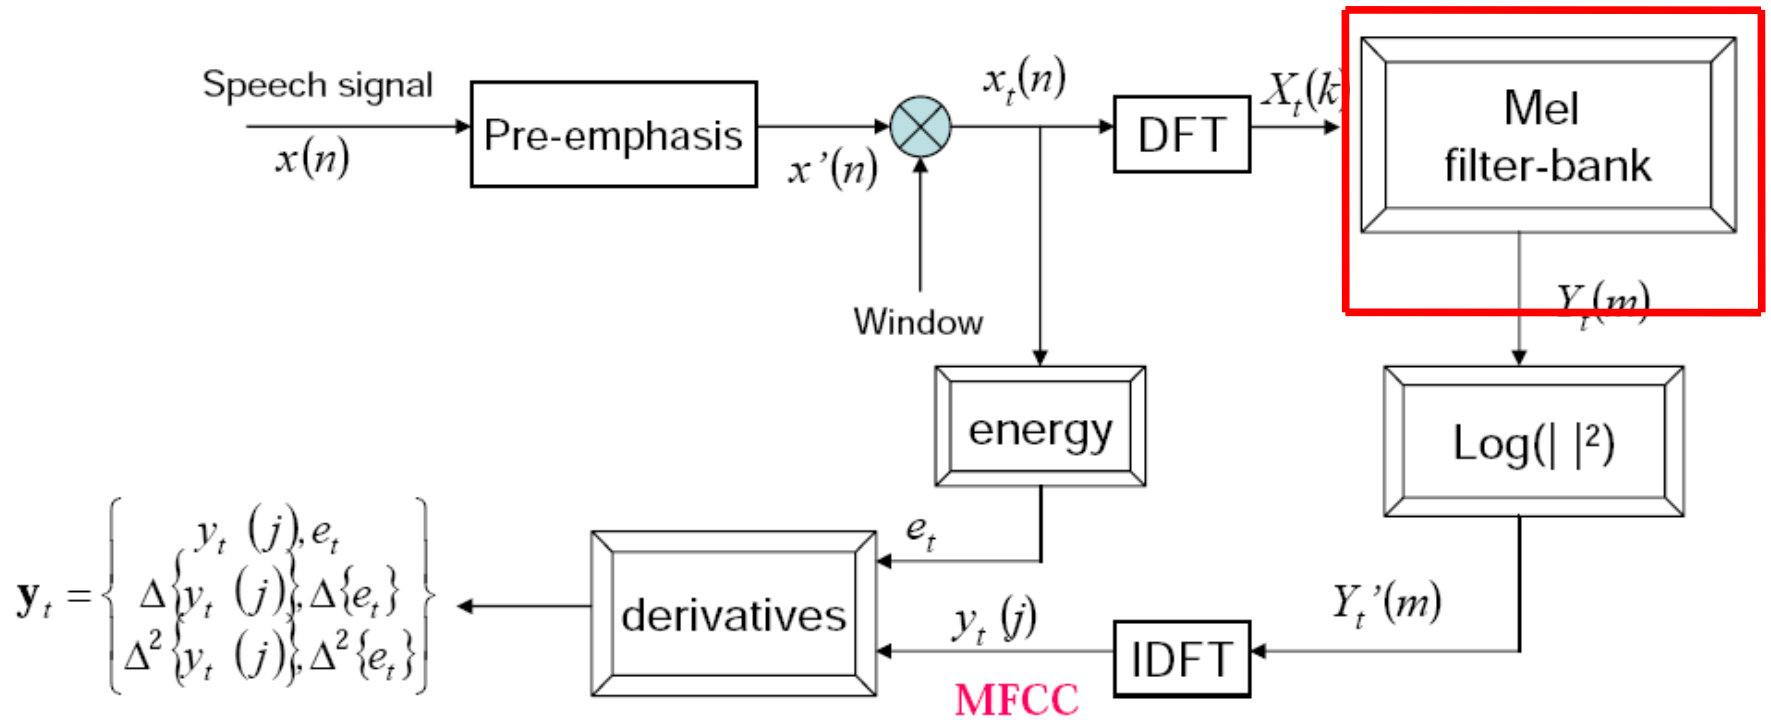 Speech signal
x(n)
Pre-emphasis
x’(n)
Window
x_t(n)
DFT
X_t(k)
Mel
filter-bank
Y_t(m)
Log(| |²)
Y_t’(m)
IDFT
y_t (j)
MFCC
energy
e_t
derivatives
y_t = { y_t (j), e_t
Δ{y_t (j)}, Δ{e_t}
Δ²{y_t (j)}, Δ²{e_t} }